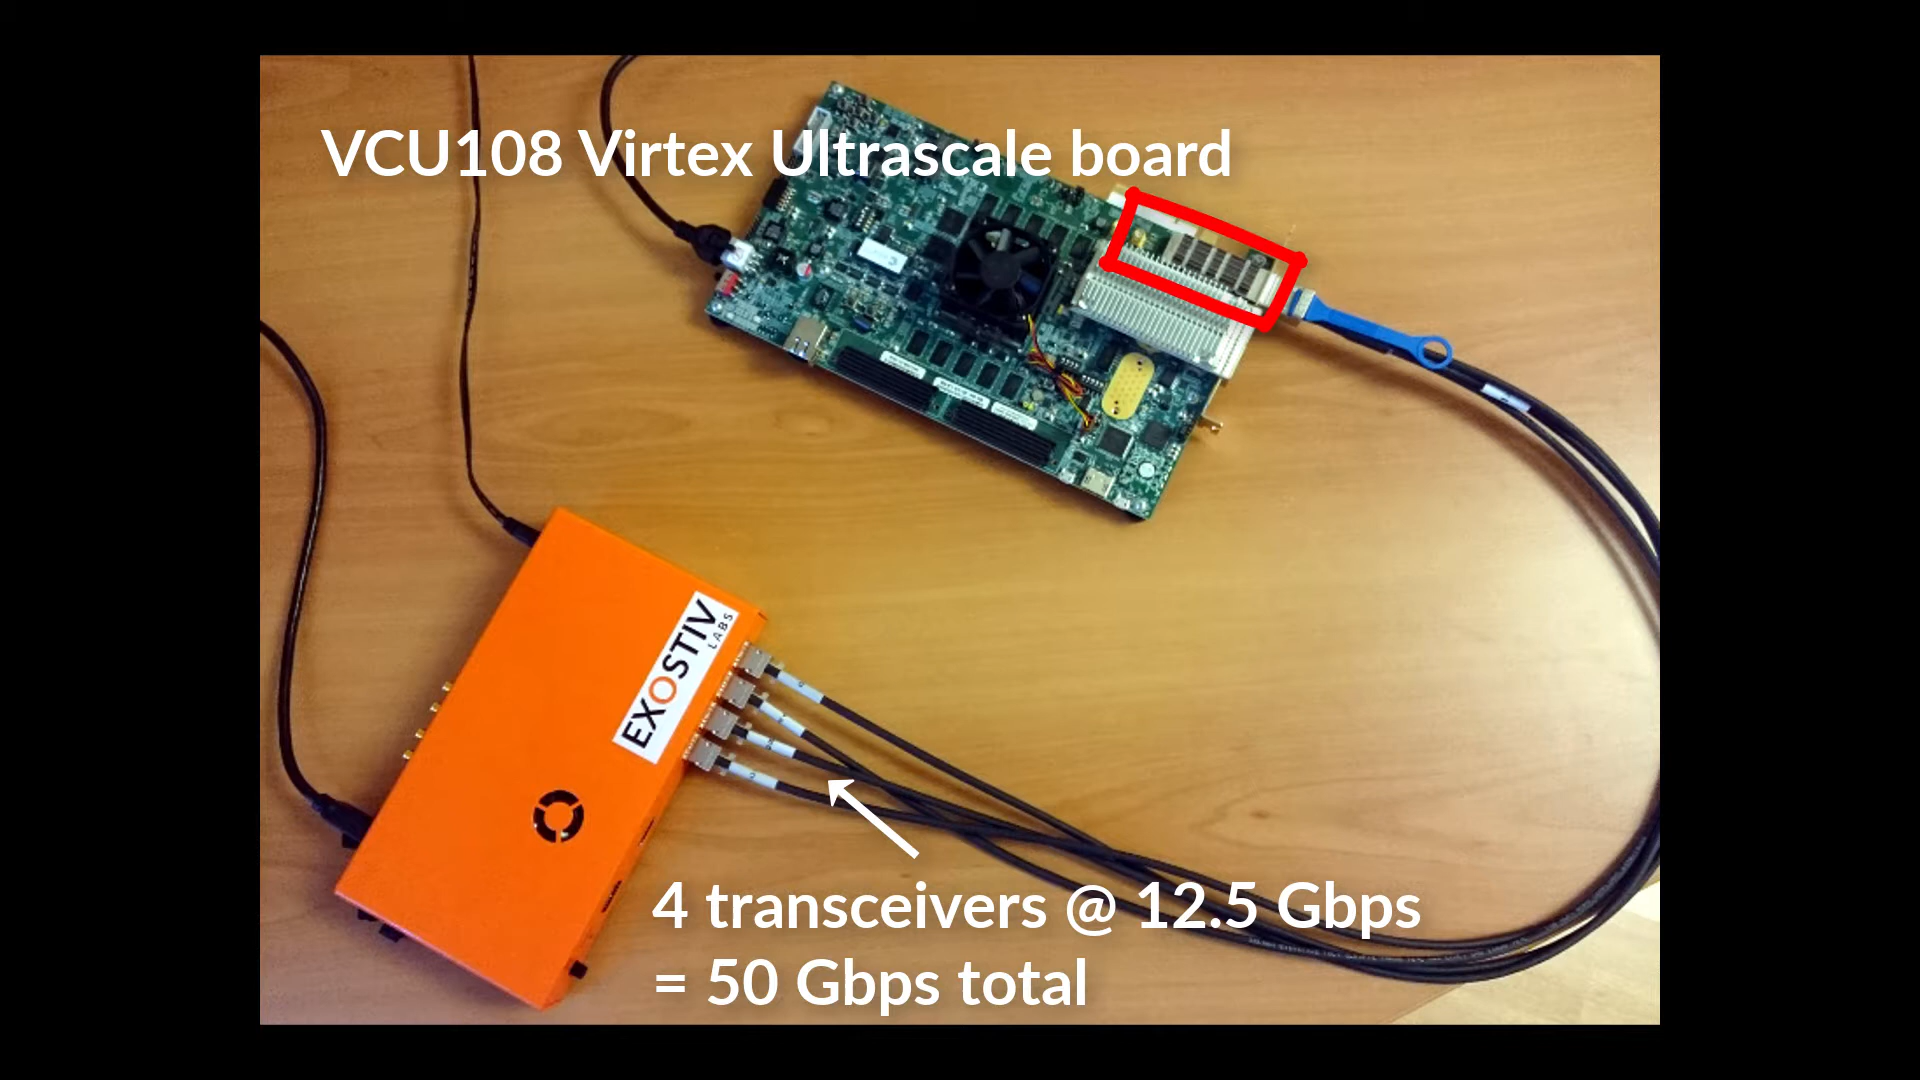 VCU108 Virtex Ultrascale board
EXOSTIV
LABS
4 transceivers @ 12.5 Gbps
= 50 Gbps total